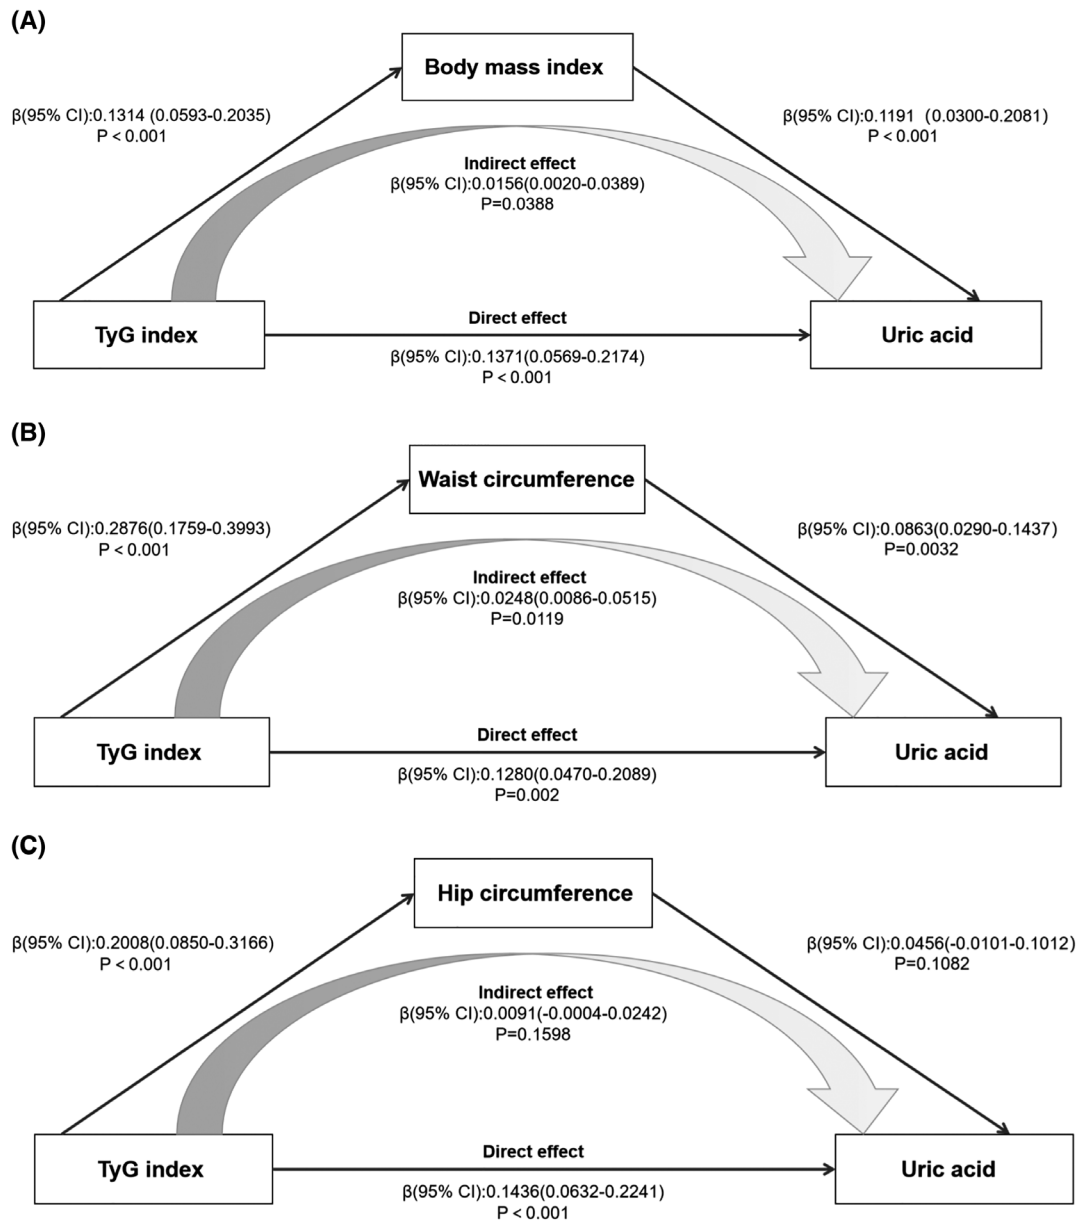 (A)
Body mass index
β(95% CI):0.1314 (0.0593-0.2035)
P < 0.001
β(95% CI):0.1191 (0.0300-0.2081)
P < 0.001
Indirect effect
β(95% CI):0.0156(0.0020-0.0389)
P=0.0388
TyG index
Direct effect
β(95% CI):0.1371(0.0569-0.2174)
P < 0.001
Uric acid
(B)
Waist circumference
β(95% CI):0.2876(0.1759-0.3993)
P < 0.001
β(95% CI):0.0863(0.0290-0.1437)
P=0.0032
Indirect effect
β(95% CI):0.0248(0.0086-0.0515)
P=0.0119
TyG index
Direct effect
β(95% CI):0.1280(0.0470-0.2089)
P=0.002
Uric acid
(C)
Hip circumference
β(95% CI):0.2008(0.0850-0.3166)
P < 0.001
β(95% CI):0.0456(-0.0101-0.1012)
P=0.1082
Indirect effect
β(95% CI):0.0091(-0.0004-0.0242)
P=0.1598
TyG index
Direct effect
β(95% CI):0.1436(0.0632-0.2241)
P < 0.001
Uric acid